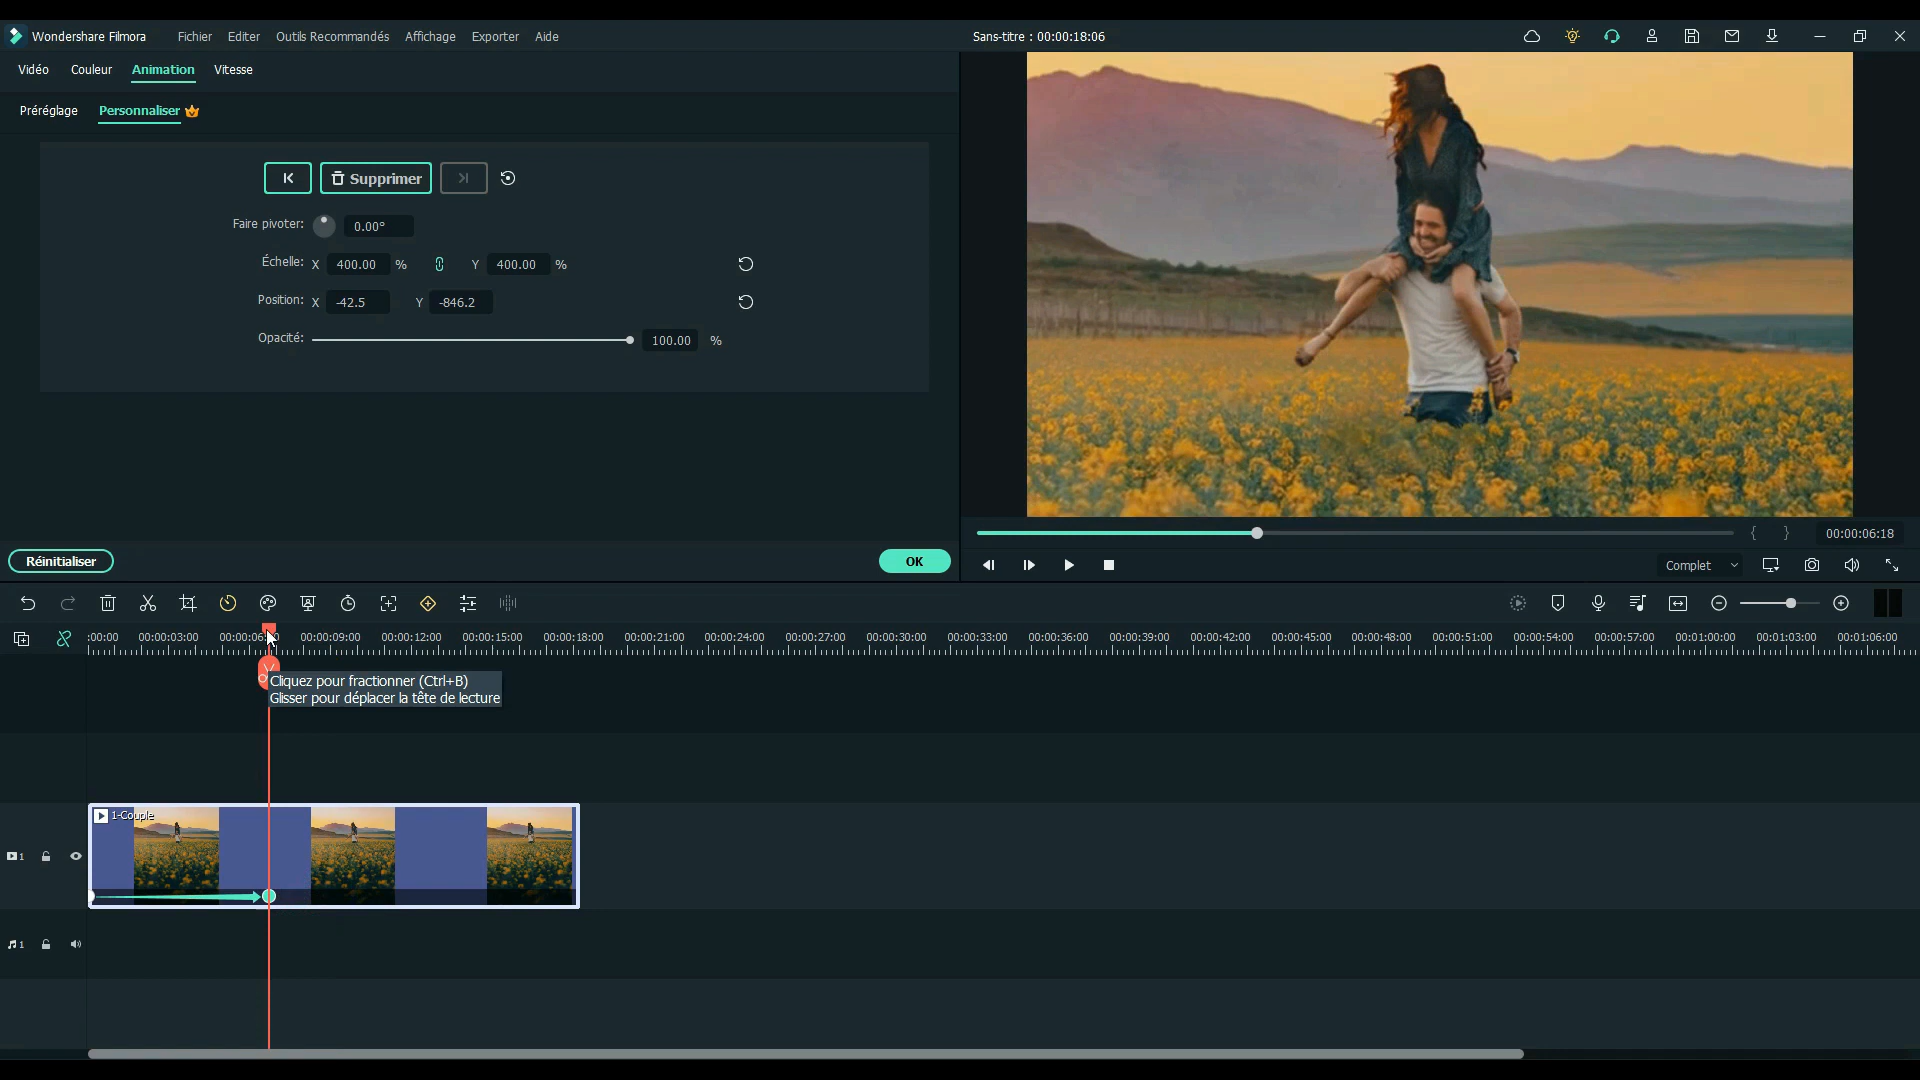 Wondershare Filmora Fichier Editer Outils Recommandés Affichage Exporter Aide Sans-titre : 00:00:18:06
Vidéo Couleur Animation Vitesse
Préréglage Personnaliser
Supprimer
Faire pivoter: 0.00°
Échelle: X 400.00 % Y 400.00 %
Position: X -42.5 Y -846.2
Opacité: 100.00 %
{ } 00:00:06:18
Réinitialiser OK
Complet
:00:00 00:00:03:00 00:00:09:00 00:00:12:00 00:00:15:00 00:00:18:00 00:00:21:00 00:00:24:00 00:00:27:00 00:00:30:00 00:00:33:00 00:00:36:00 00:00:39:00 00:00:42:00 00:00:45:00 00:00:48:00 00:00:51:00 00:00:54:00 00:00:57:00 00:01:00:00 00:01:03:00 00:01:06:00
Cliquez pour fractionner (Ctrl+B)
Glisser pour déplacer la tête de lecture
1-Couple
1
1